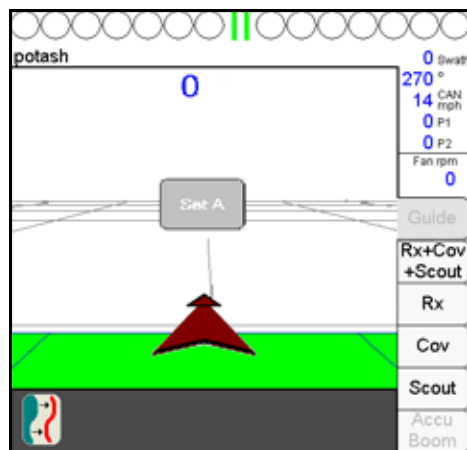 potash
0
0 Swath
270 °
14 CAN mph
0 P1
0 P2
Fan rpm
0
Set A
Guide
Rx+Cov
+Scout
Rx
Cov
Scout
Accu
Boom